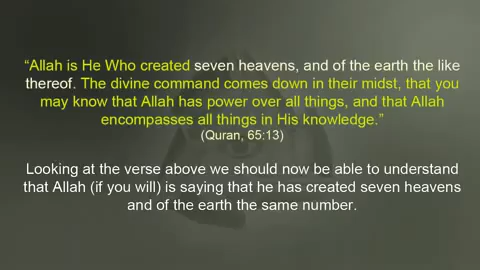 “Allah is He Who created seven heavens, and of the earth the like
thereof. The divine command comes down in their midst, that you
may know that Allah has power over all things, and that Allah
encompasses all things in His knowledge.”
(Quran, 65:13)
Looking at the verse above we should now be able to understand
that Allah (if you will) is saying that he has created seven heavens
and of the earth the same number.